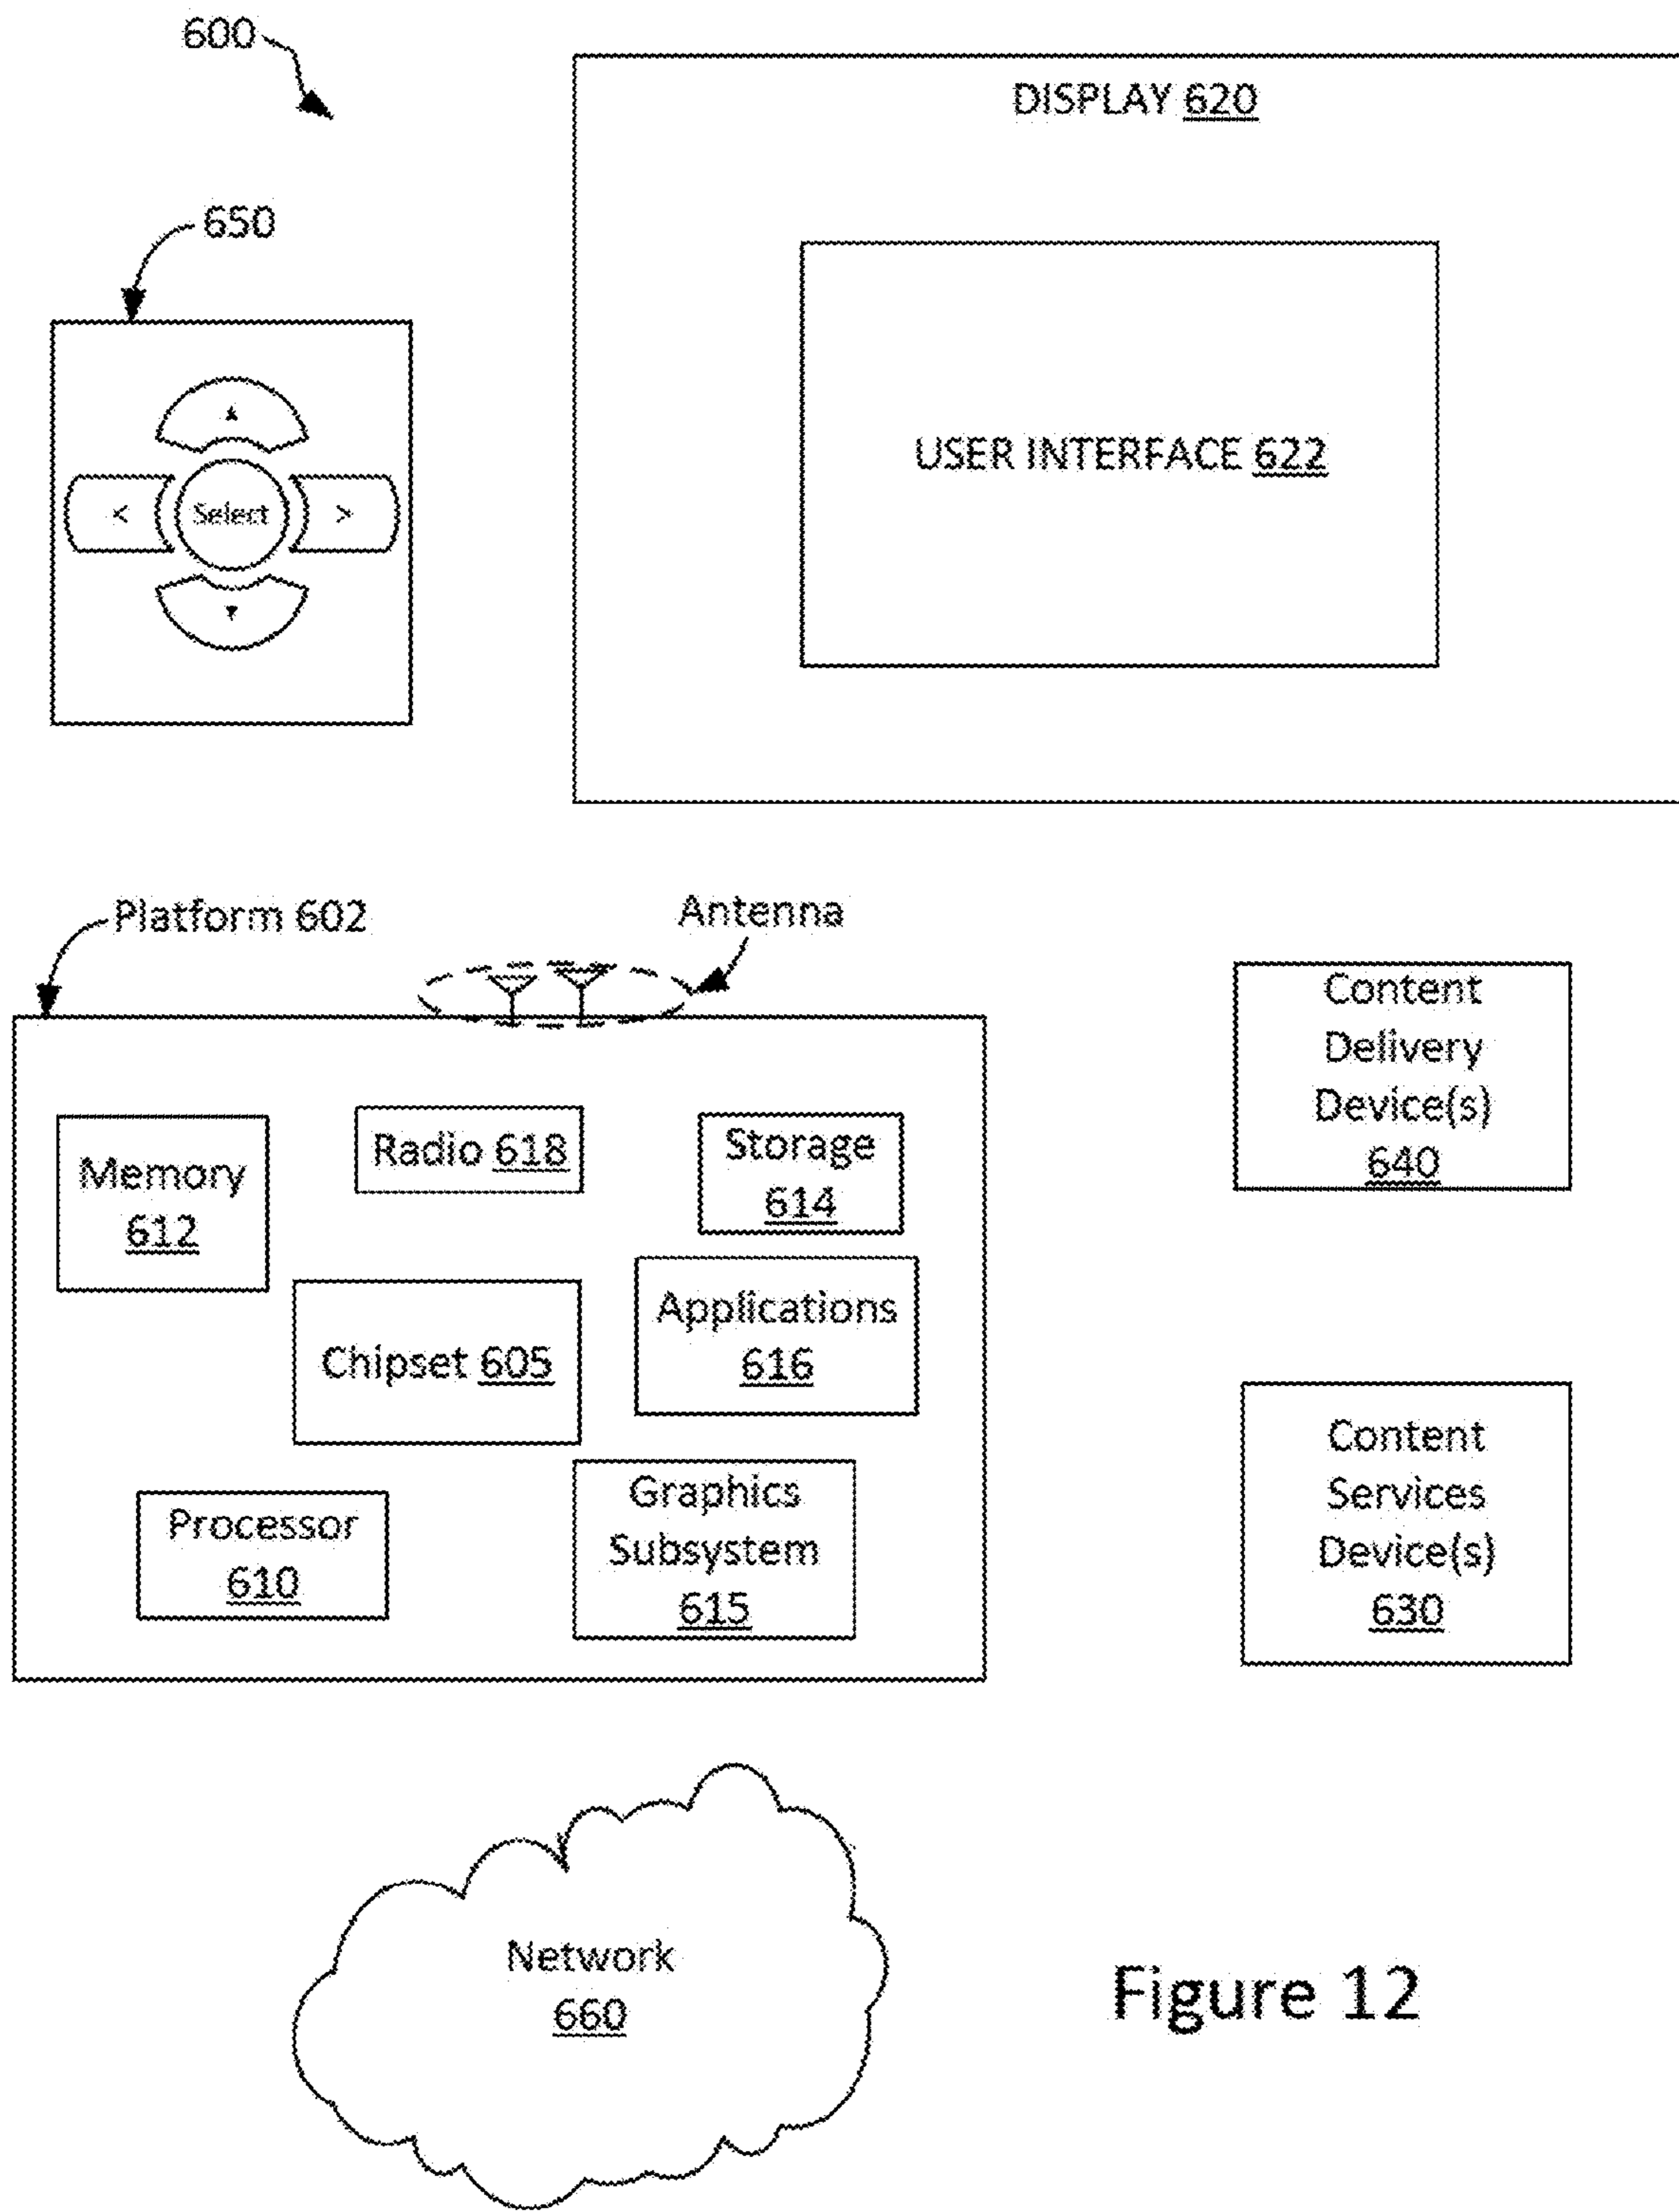 600
DISPLAY 620
650
USER INTERFACE 622
<
Select
>
Platform 602
Antenna
Memory
612
Radio 618
Storage
614
Chipset 605
Applications
616
Processor
610
Graphics
Subsystem
615
Content
Delivery
Device(s)
640
Content
Services
Device(s)
630
Network
660
Figure 12